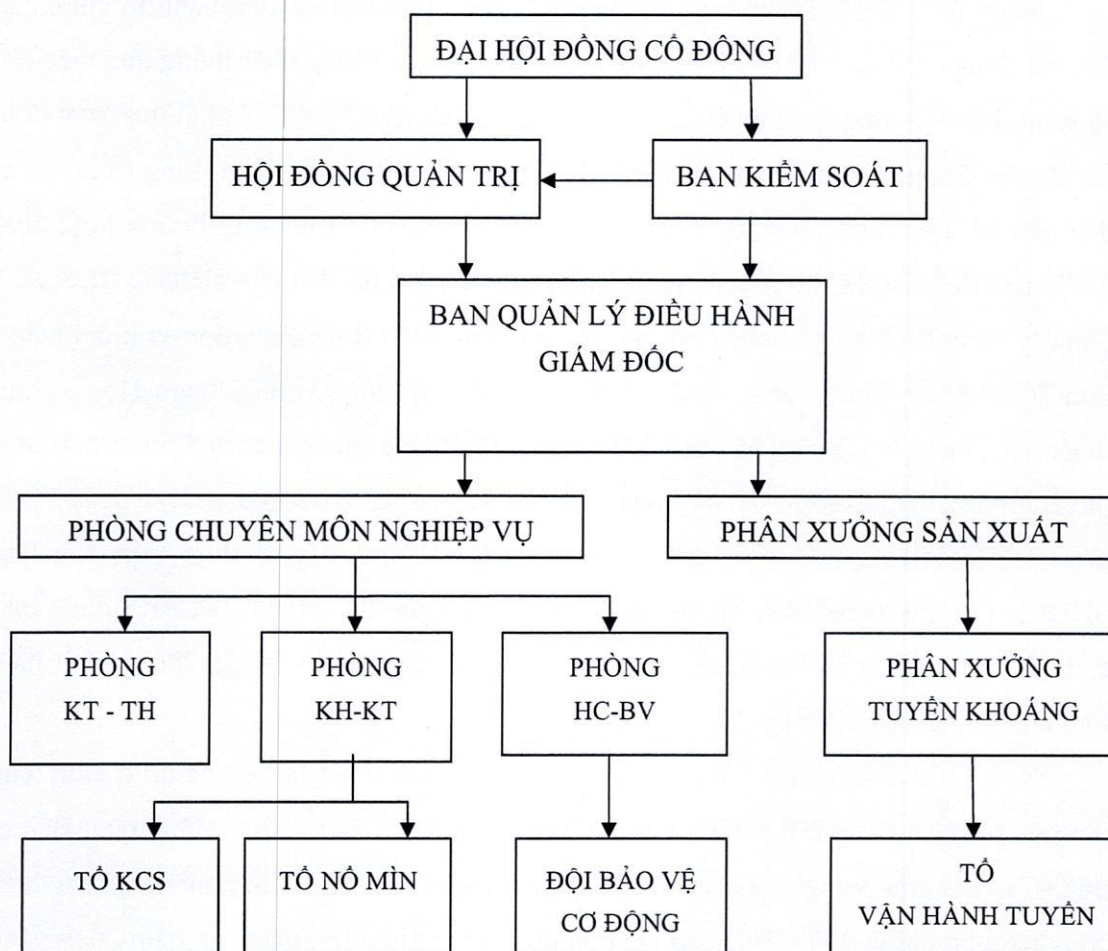 ĐẠI HỘI ĐỒNG CỔ ĐÔNG
HỘI ĐỒNG QUẢN TRỊ
BAN KIỂM SOÁT
BAN QUẢN LÝ ĐIỀU HÀNH
GIÁM ĐỐC
PHÒNG CHUYÊN MÔN NGHIỆP VỤ
PHÂN XƯỞNG SẢN XUẤT
PHÒNG
KT - TH
PHÒNG
KH-KT
PHÒNG
HC-BV
PHÂN XƯỞNG
TUYỂN KHOÁNG
TỔ KCS
TỔ NỔ MÌN
ĐỘI BẢO VỆ
CƠ ĐỘNG
TỔ
VẬN HÀNH TUYỂN